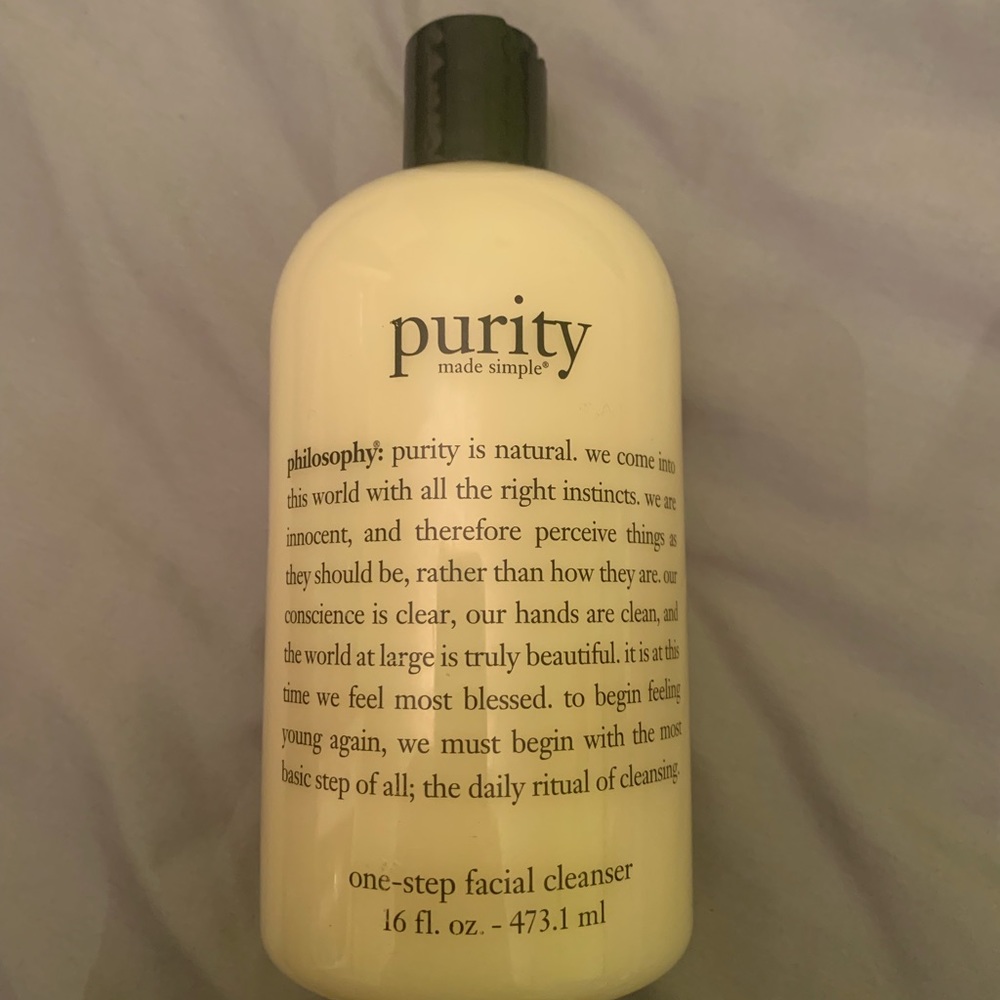 purity
made simple®
philosophy®: purity is natural. we come into
this world with all the right instincts. we are
innocent, and therefore perceive things as
they should be, rather than how they are. our
conscience is clear, our hands are clean, and
the world at large is truly beautiful. it is at this
time we feel most blessed. to begin feeling
young again, we must begin with the most
basic step of all; the daily ritual of cleansing.
one-step facial cleanser
16 fl. oz. - 473.1 ml